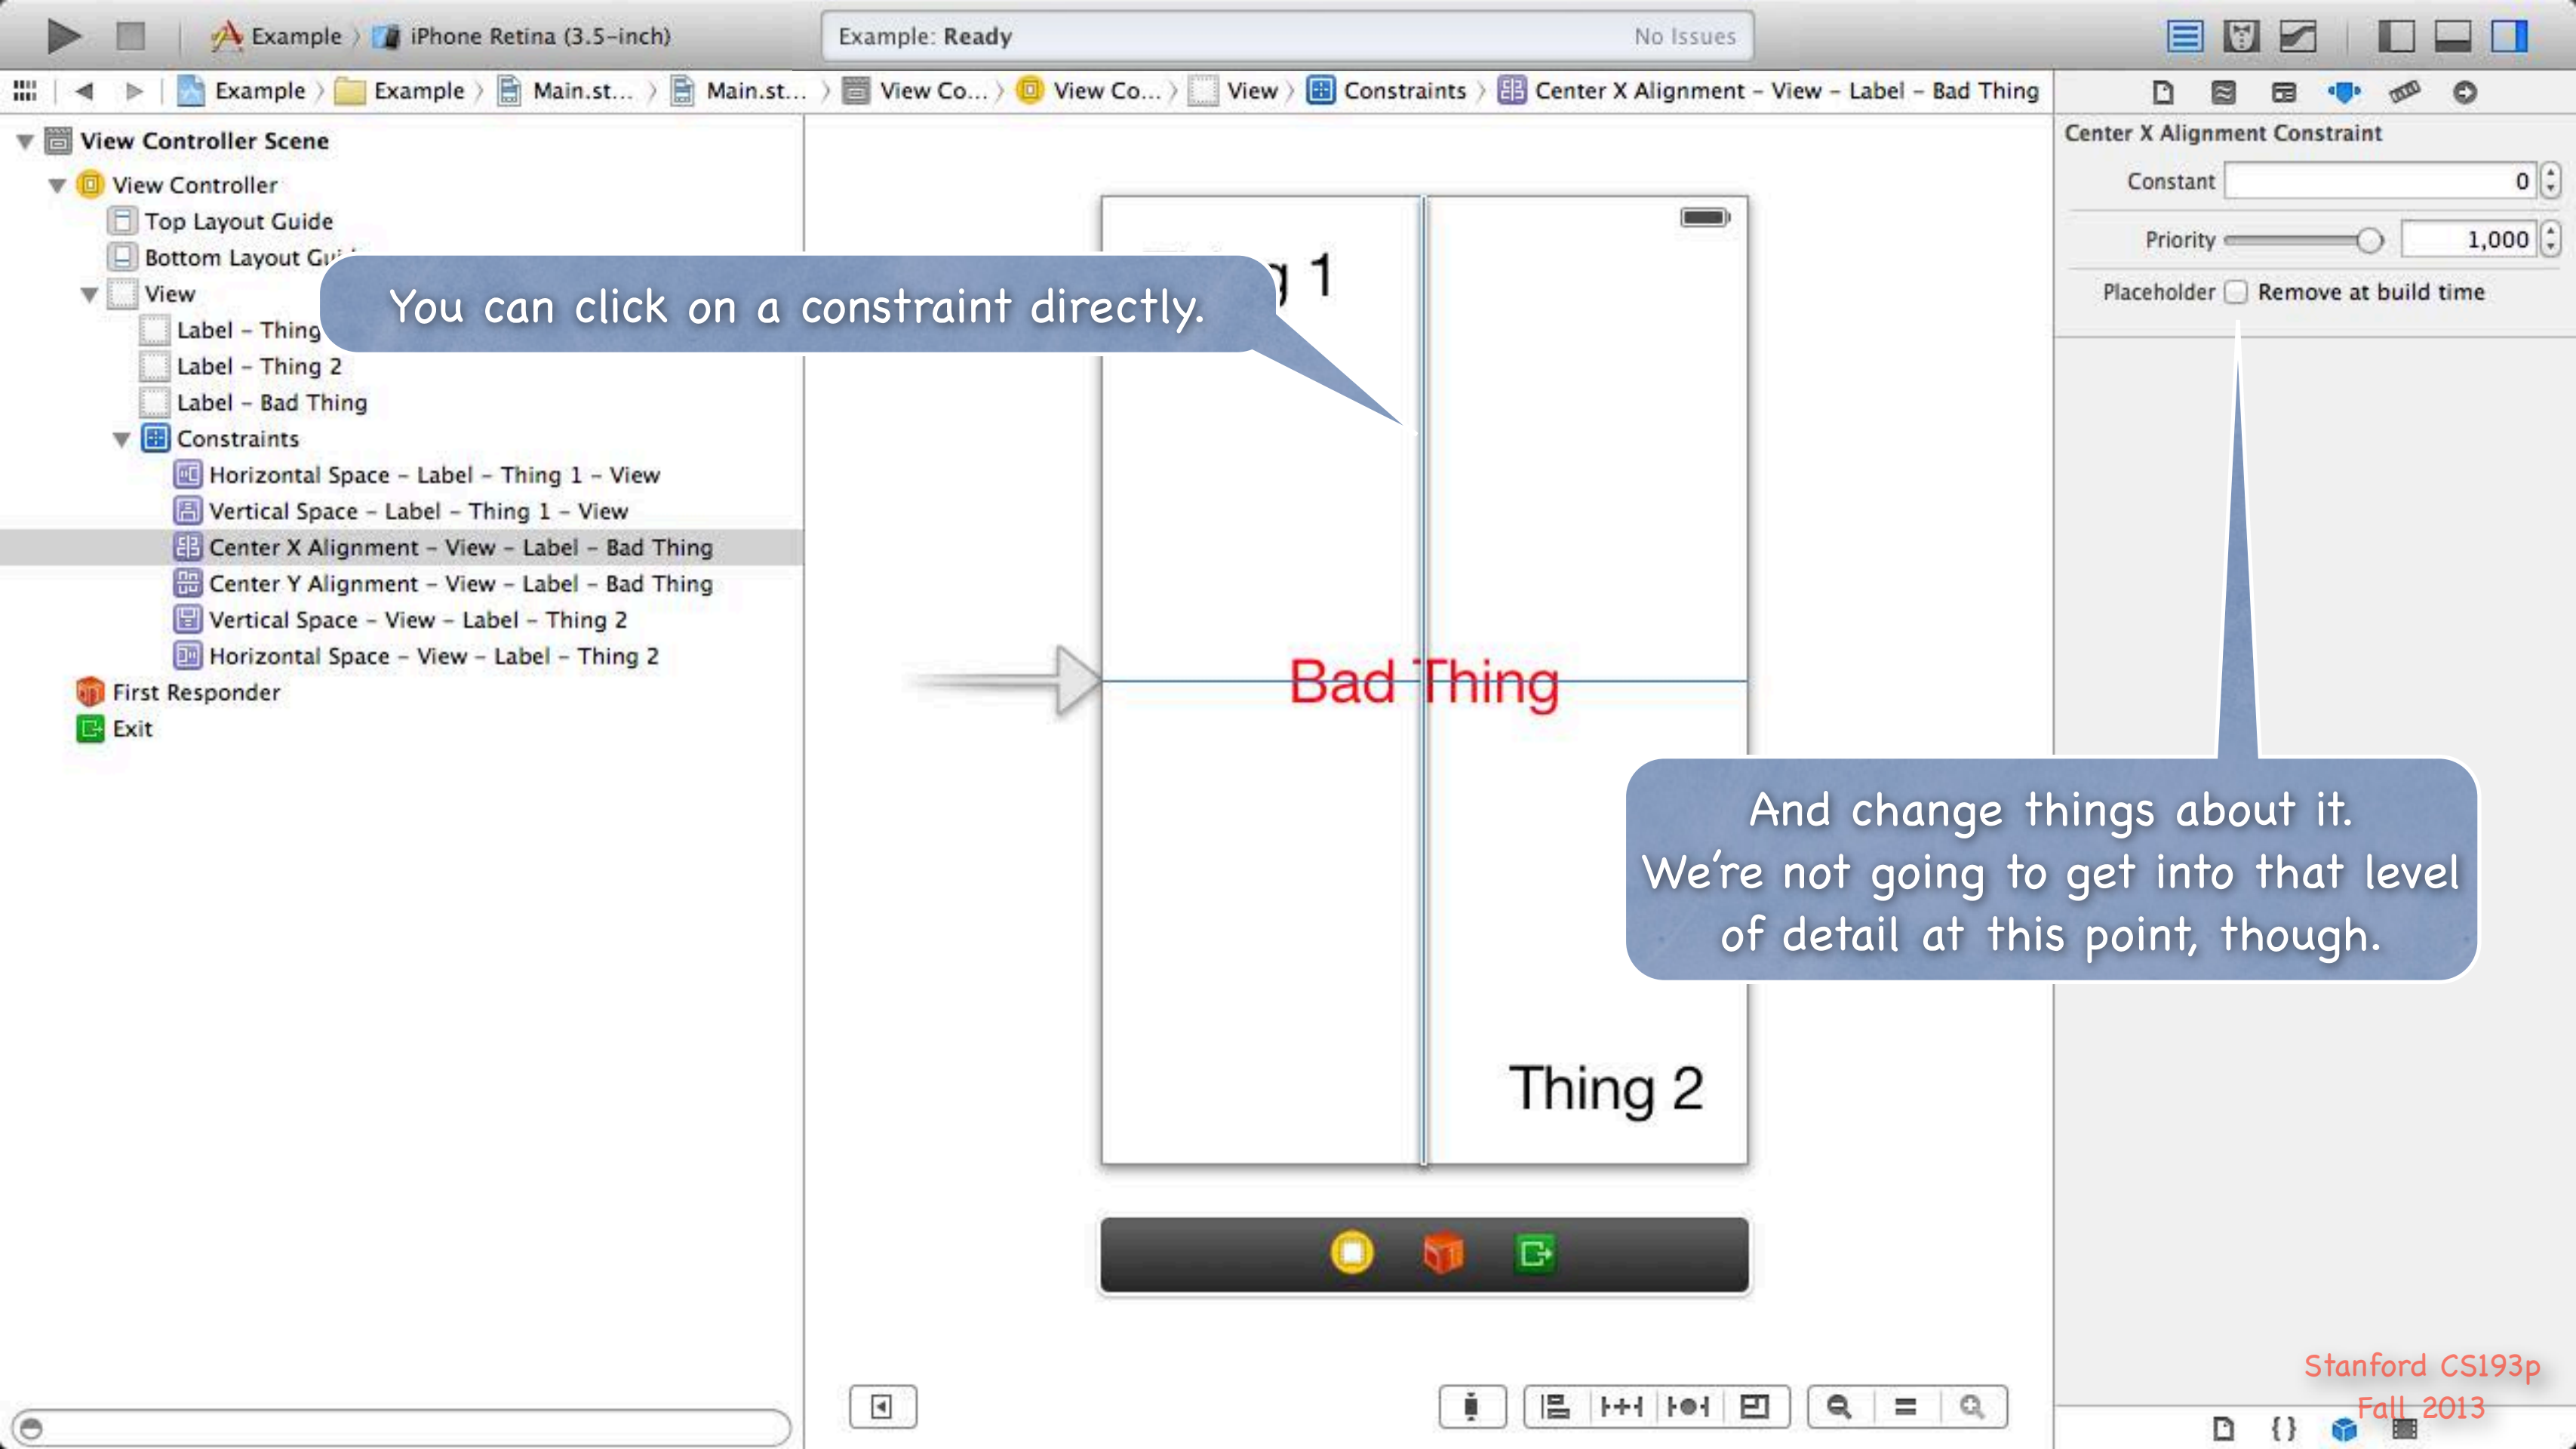 Example iPhone Retina (3.5-inch)
Example: Ready
No Issues
Example Example Main.st... Main.st... View Co... View Co... View Constraints Center X Alignment - View - Label - Bad Thing
View Controller Scene
View Controller
Top Layout Guide
Bottom Layout
View
Label - Thing
Label - Thing 2
Label - Bad Thing
Constraints
Horizontal Space - Label - Thing 1 - View
Vertical Space - Label - Thing 1 - View
Center X Alignment - View - Label - Bad Thing
Center Y Alignment - View - Label - Bad Thing
Vertical Space - View - Label - Thing 2
Horizontal Space - View - Label - Thing 2
First Responder
Exit
You can click on a constraint directly.
g 1
Bad Thing
Thing 2
Center X Alignment Constraint
Constant 0
Priority 1,000
Placeholder Remove at build time
And change things about it.
We're not going to get into that level
of detail at this point, though.
Stanford CS193p
Fall 2013